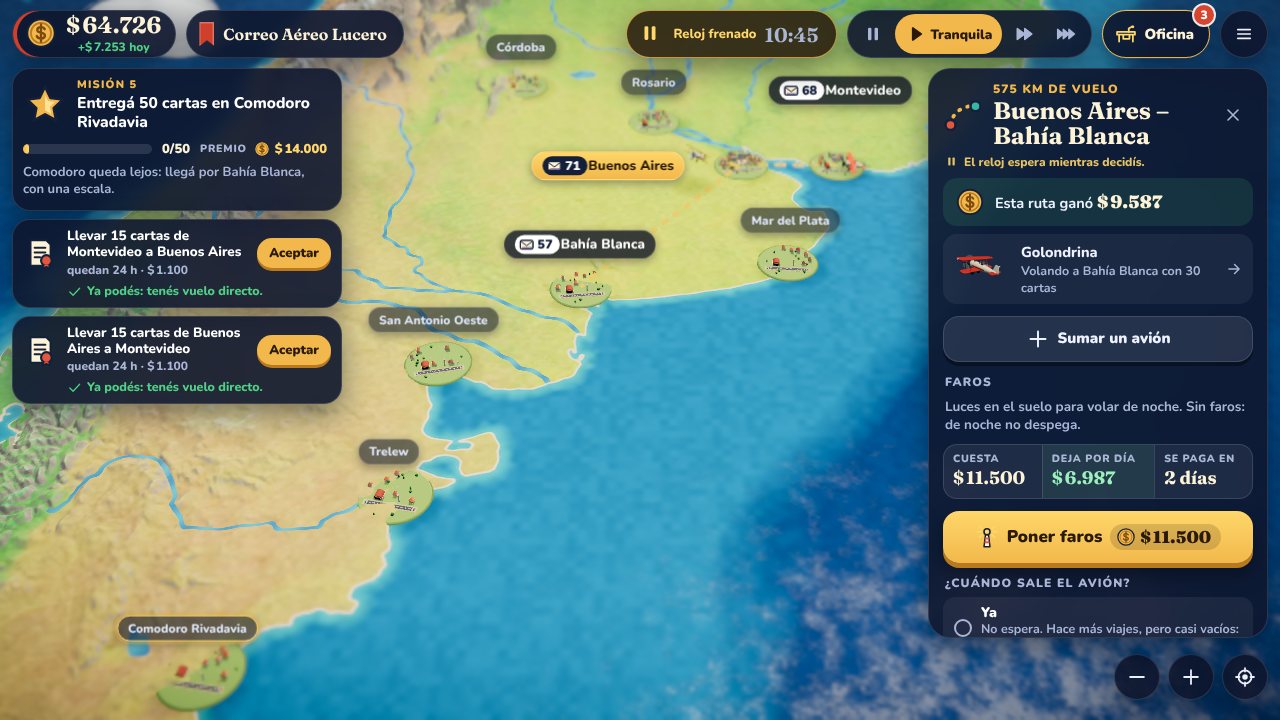 $64.726
+$7.253 hoy
Correo Aéreo Lucero
Reloj frenado 10:45
Tranquila
Oficina
3
MISIÓN 5
Entregá 50 cartas en Comodoro
Rivadavia
0/50 PREMIO $14.000
Comodoro queda lejos: llegá por Bahía Blanca,
con una escala.
Llevar 15 cartas de
Montevideo a Buenos Aires
quedan 24 h · $1.100
Ya podés: tenés vuelo directo.
Aceptar
Llevar 15 cartas de Buenos
Aires a Montevideo
quedan 24 h · $1.100
Ya podés: tenés vuelo directo.
Aceptar
Córdoba
Rosario
68 Montevideo
71 Buenos Aires
Mar del Plata
57 Bahía Blanca
San Antonio Oeste
Trelew
Comodoro Rivadavia
575 KM DE VUELO
Buenos Aires –
Bahía Blanca
El reloj espera mientras decidís.
Esta ruta ganó $9.587
Golondrina
Volando a Bahía Blanca con 30
cartas
Sumar un avión
FAROS
Luces en el suelo para volar de noche. Sin faros:
de noche no despega.
CUESTA
$11.500
DEJA POR DÍA
$6.987
SE PAGA EN
2 días
Poner faros $11.500
¿CUÁNDO SALE EL AVIÓN?
Ya
No espera. Hace más viajes, pero casi vacíos: